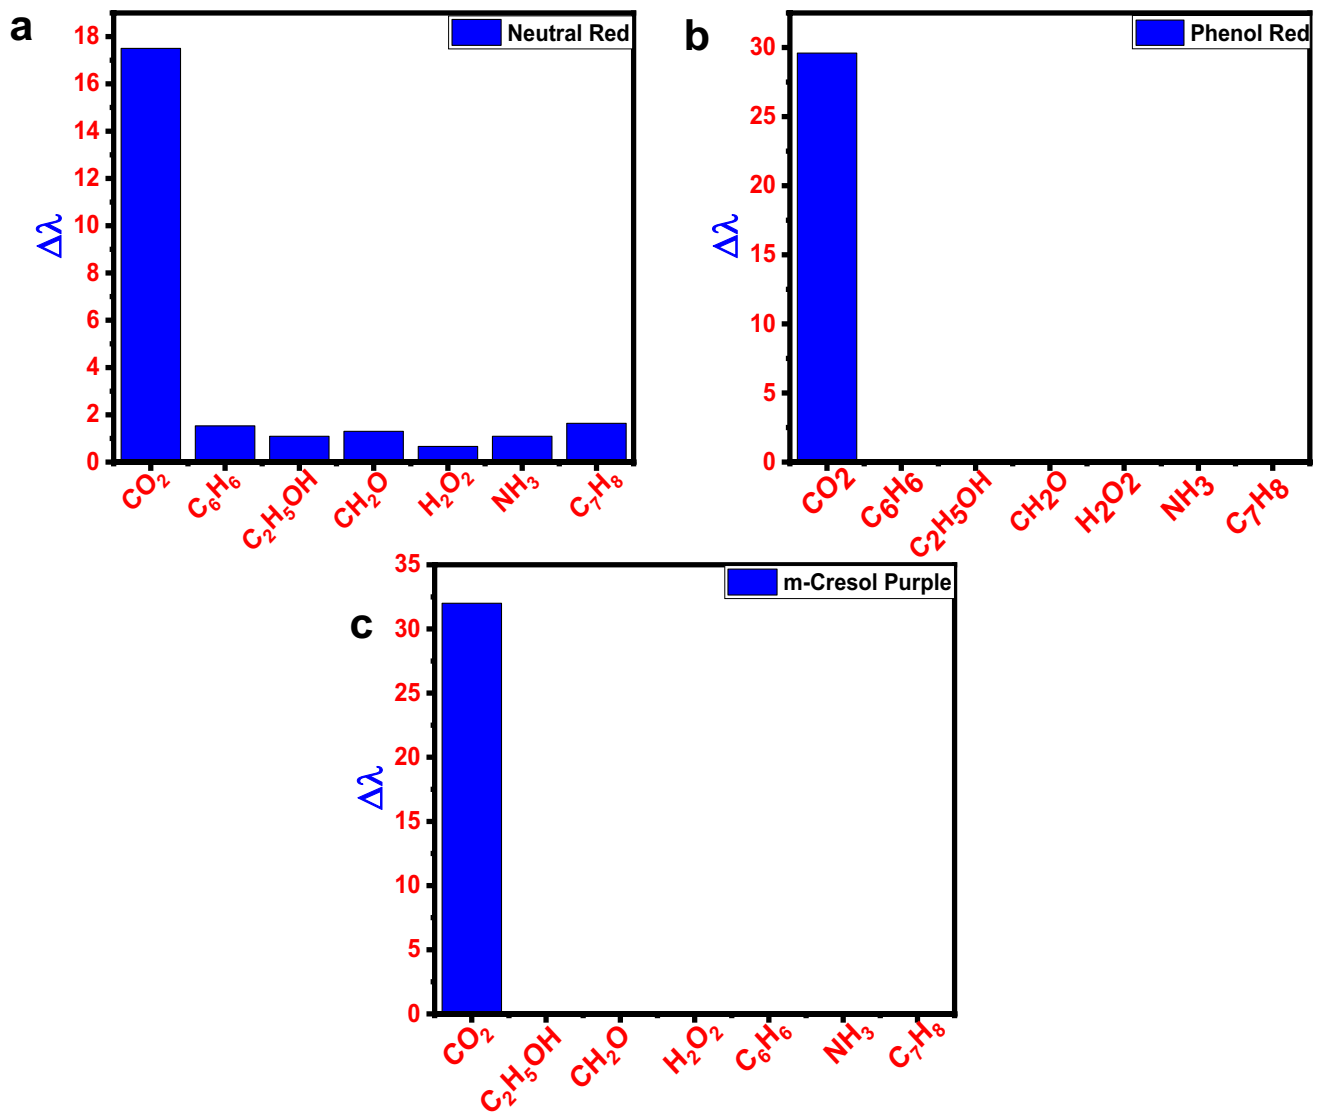 a
Neutral Red
18
16
14
12
10
8
6
4
2
0
Δλ
CO₂
C₆H₆
C₂H₅OH
CH₂O
H₂O₂
NH₃
C₇H₈
b
Phenol Red
30
25
20
15
10
5
0
Δλ
CO2
C6H6
C2H5OH
CH2O
H2O2
NH3
C7H8
c
m-Cresol Purple
35
30
25
20
15
10
5
0
Δλ
CO₂
C₂H₅OH
CH₂O
H₂O₂
C₆H₆
NH₃
C₇H₈